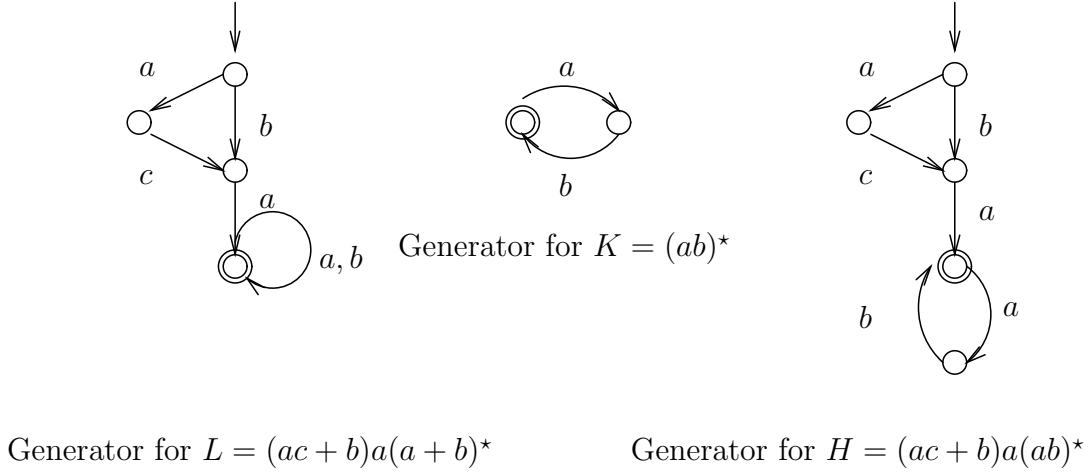 a
b
c
a
a, b
Generator for L = (ac + b)a(a + b)⋆
a
b
Generator for K = (ab)⋆
a
b
c
a
a
b
Generator for H = (ac + b)a(ab)⋆